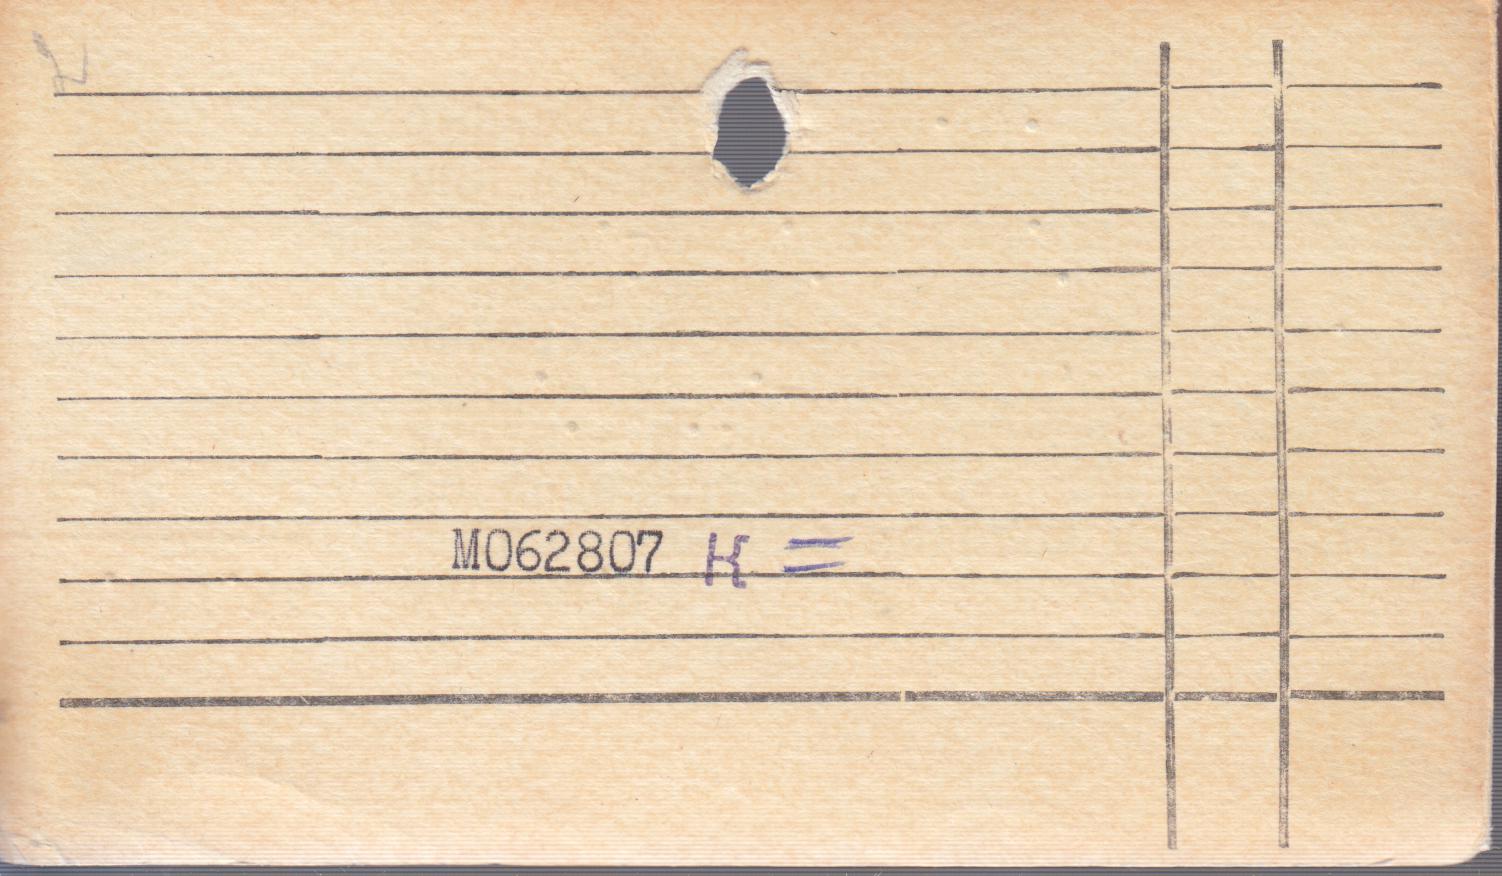 M062807 K =